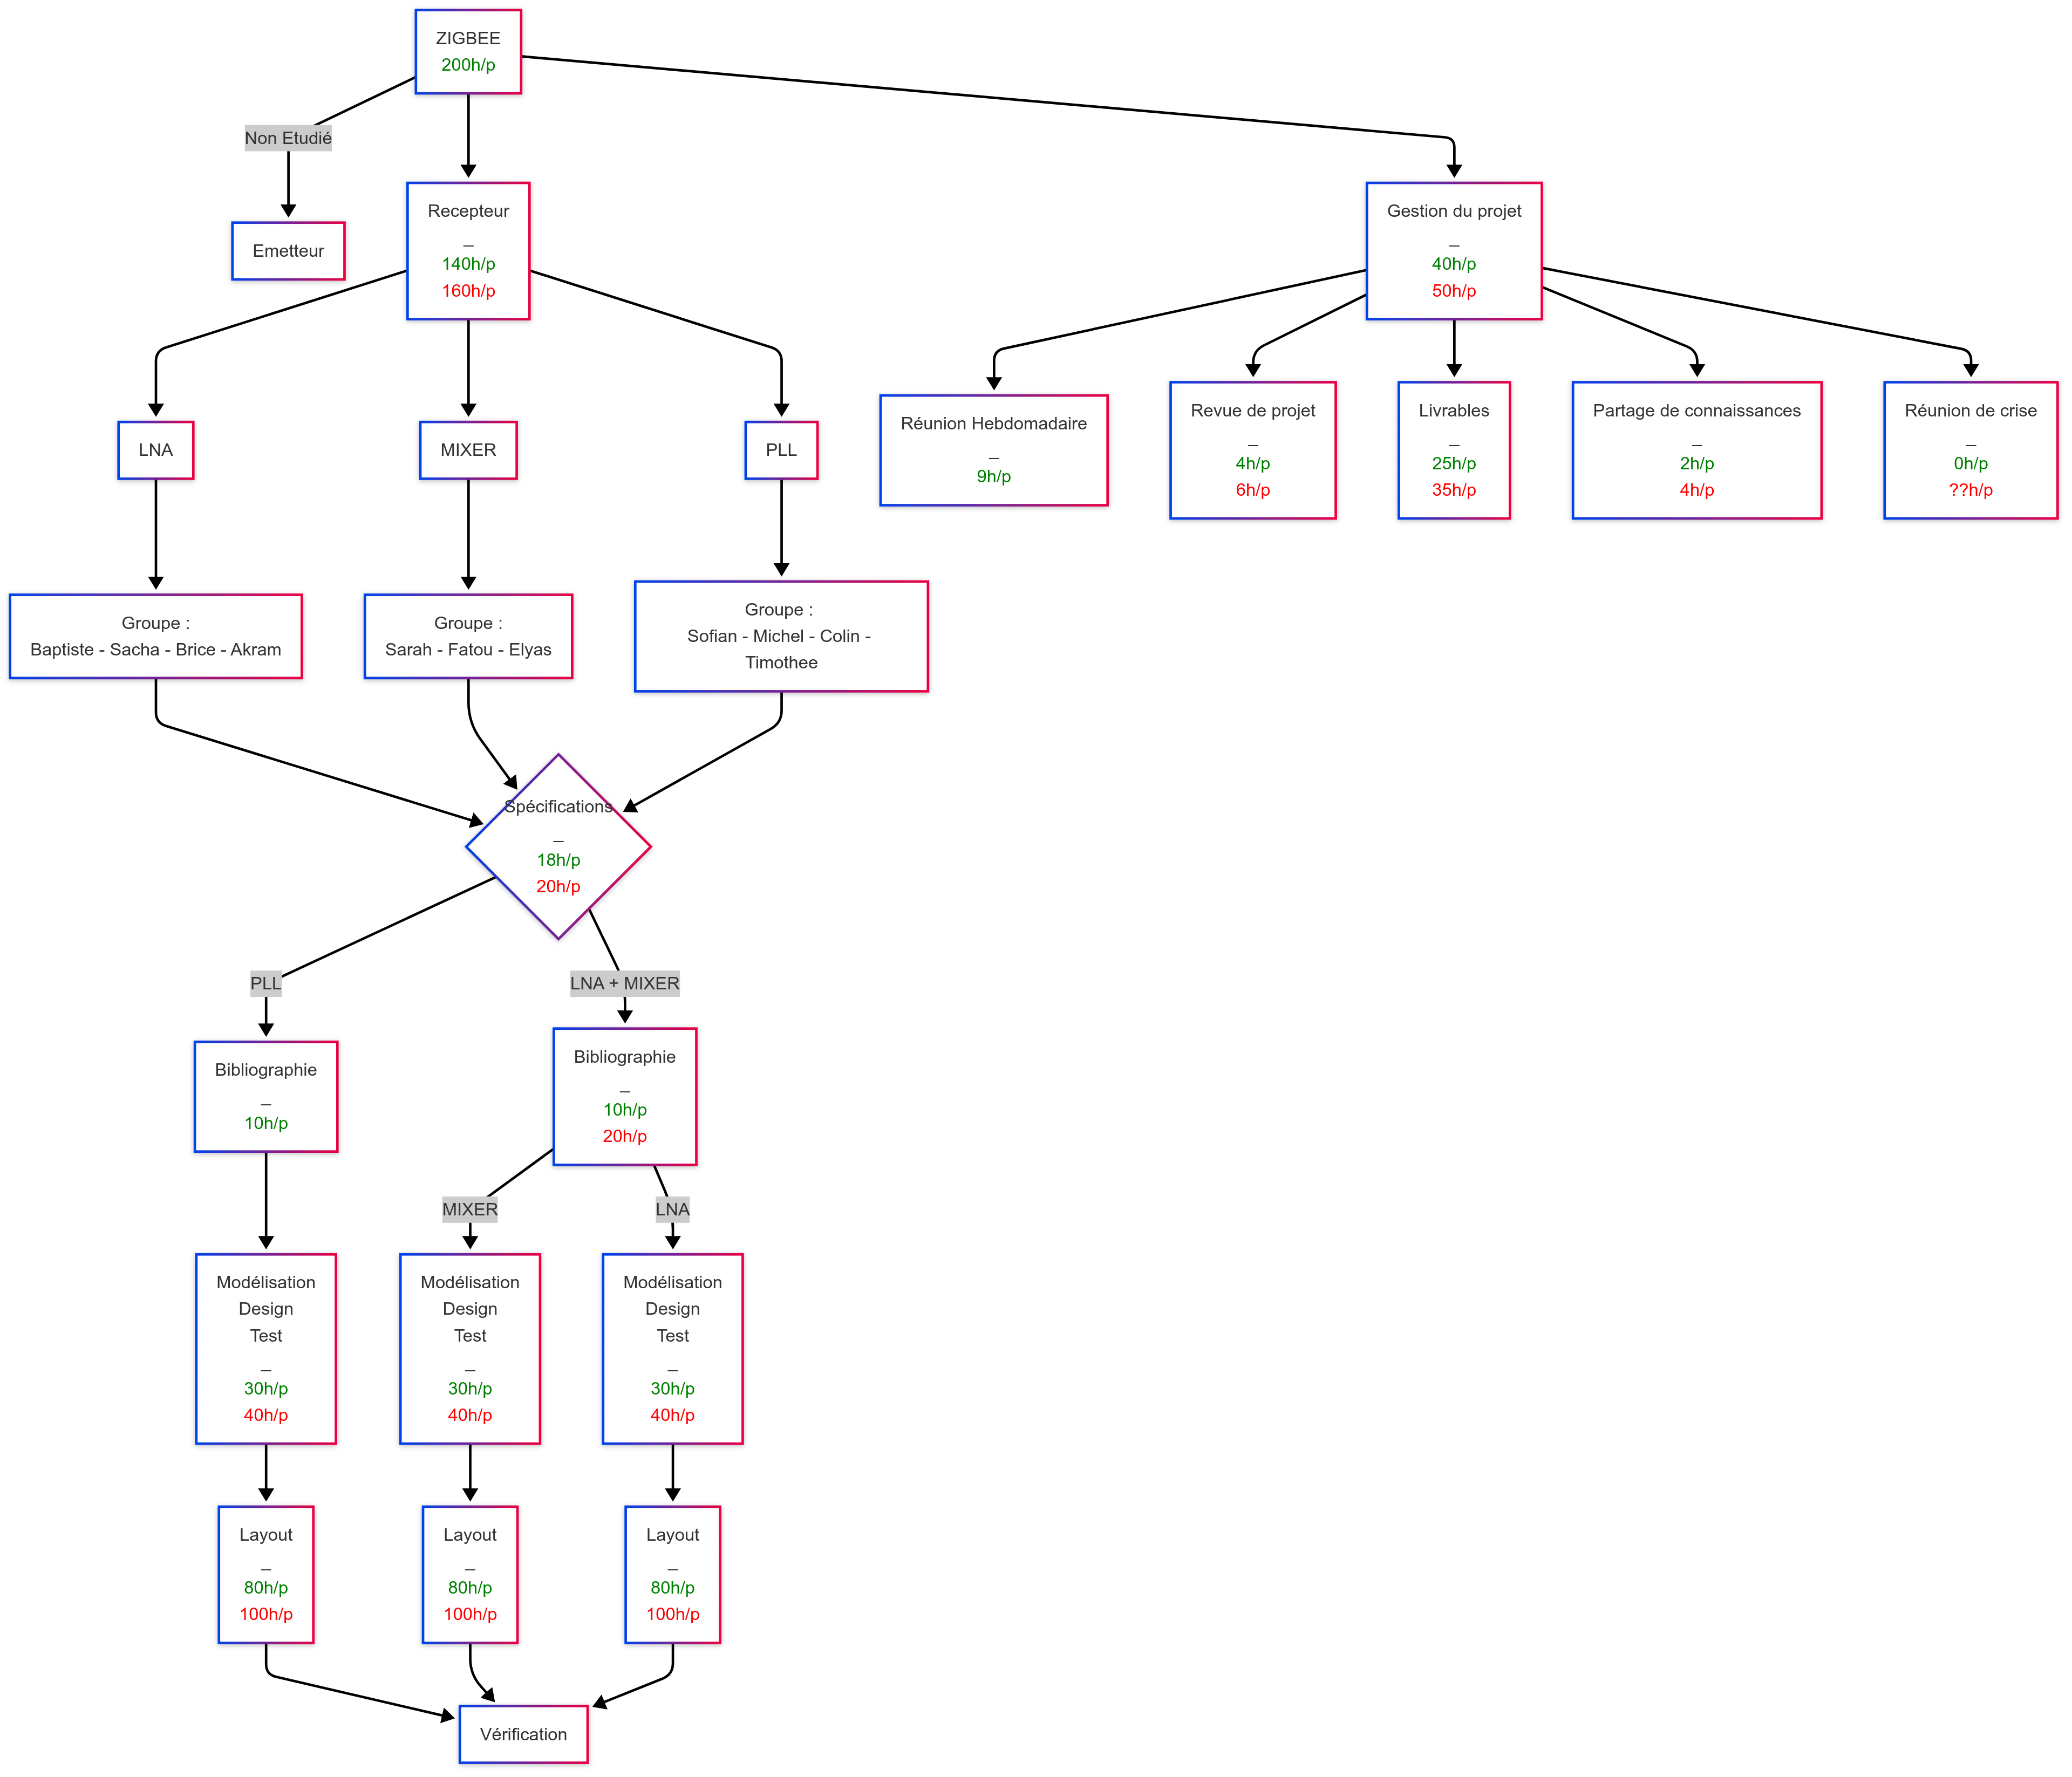 ZIGBEE
200h/p
Non Etudié
Emetteur
Recepteur
_
140h/p
160h/p
Gestion du projet
_
40h/p
50h/p
LNA
MIXER
PLL
Réunion Hebdomadaire
_
9h/p
Revue de projet
_
4h/p
6h/p
Livrables
_
25h/p
35h/p
Partage de connaissances
_
2h/p
4h/p
Réunion de crise
_
0h/p
??h/p
Groupe :
Baptiste - Sacha - Brice - Akram
Groupe :
Sarah - Fatou - Elyas
Groupe :
Sofian - Michel - Colin -
Timothee
Spécifications
_
18h/p
20h/p
PLL
LNA + MIXER
Bibliographie
_
10h/p
Bibliographie
_
10h/p
20h/p
MIXER
LNA
Modélisation
Design
Test
_
30h/p
40h/p
Modélisation
Design
Test
_
30h/p
40h/p
Modélisation
Design
Test
_
30h/p
40h/p
Layout
_
80h/p
100h/p
Layout
_
80h/p
100h/p
Layout
_
80h/p
100h/p
Vérification